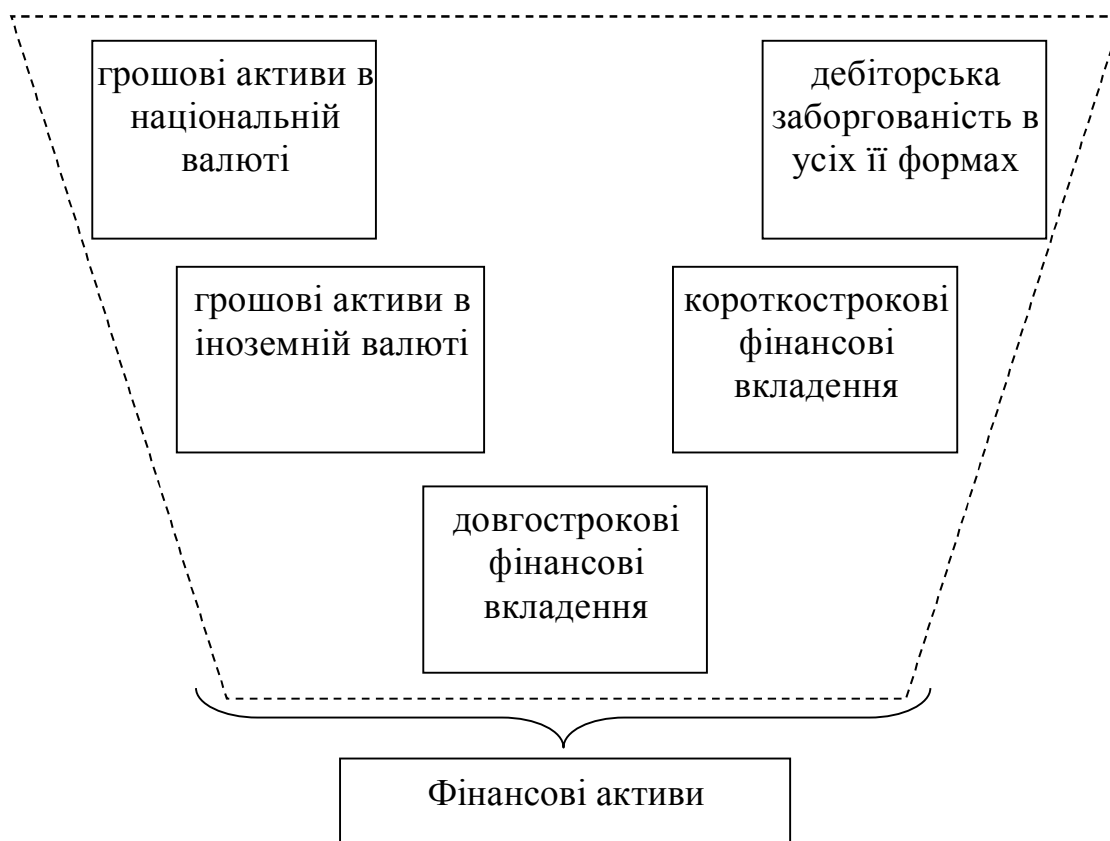 грошові активи в
національній
валюті
дебіторська
заборгованість в
усіх її формах
грошові активи в
іноземній валюті
короткострокові
фінансові
вкладення
довгострокові
фінансові
вкладення
Фінансові активи